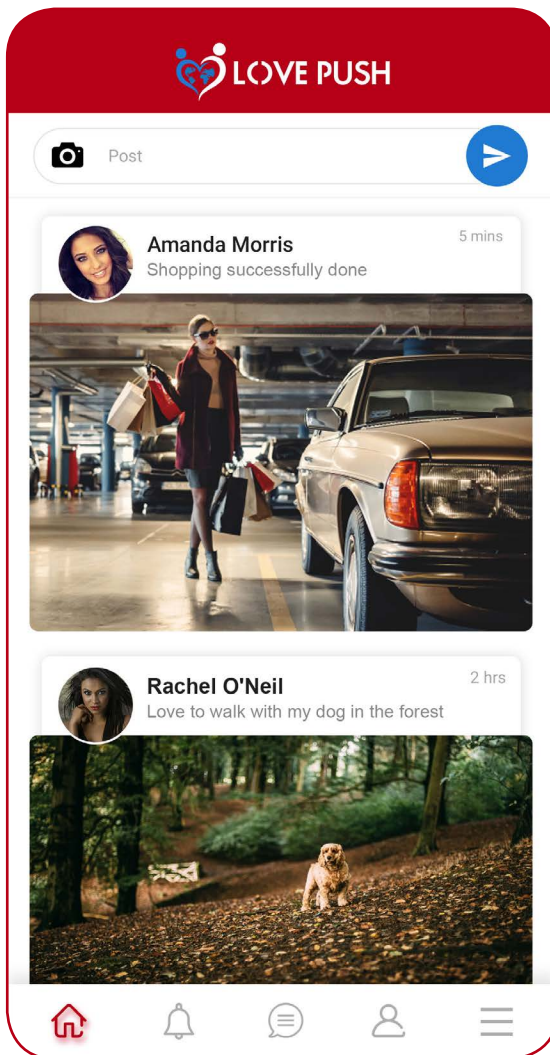 LOVE PUSH
Post
Amanda Morris
5 mins
Shopping successfully done
Rachel O'Neil
2 hrs
Love to walk with my dog in the forest